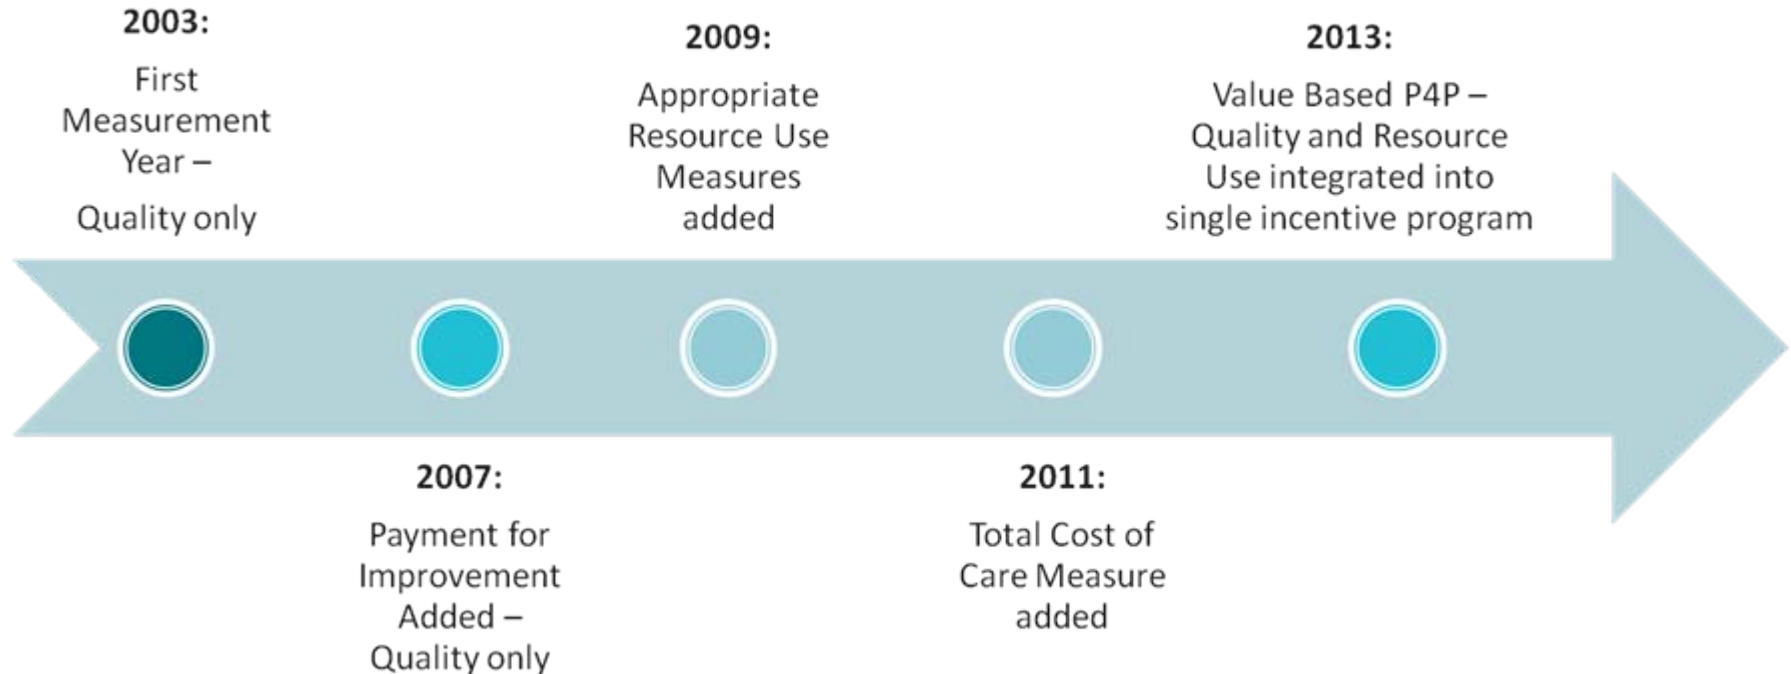 2003:
First
Measurement
Year –
Quality only
2007:
Payment for
Improvement
Added –
Quality only
2009:
Appropriate
Resource Use
Measures
added
2011:
Total Cost of
Care Measure
added
2013:
Value Based P4P –
Quality and Resource
Use integrated into
single incentive program